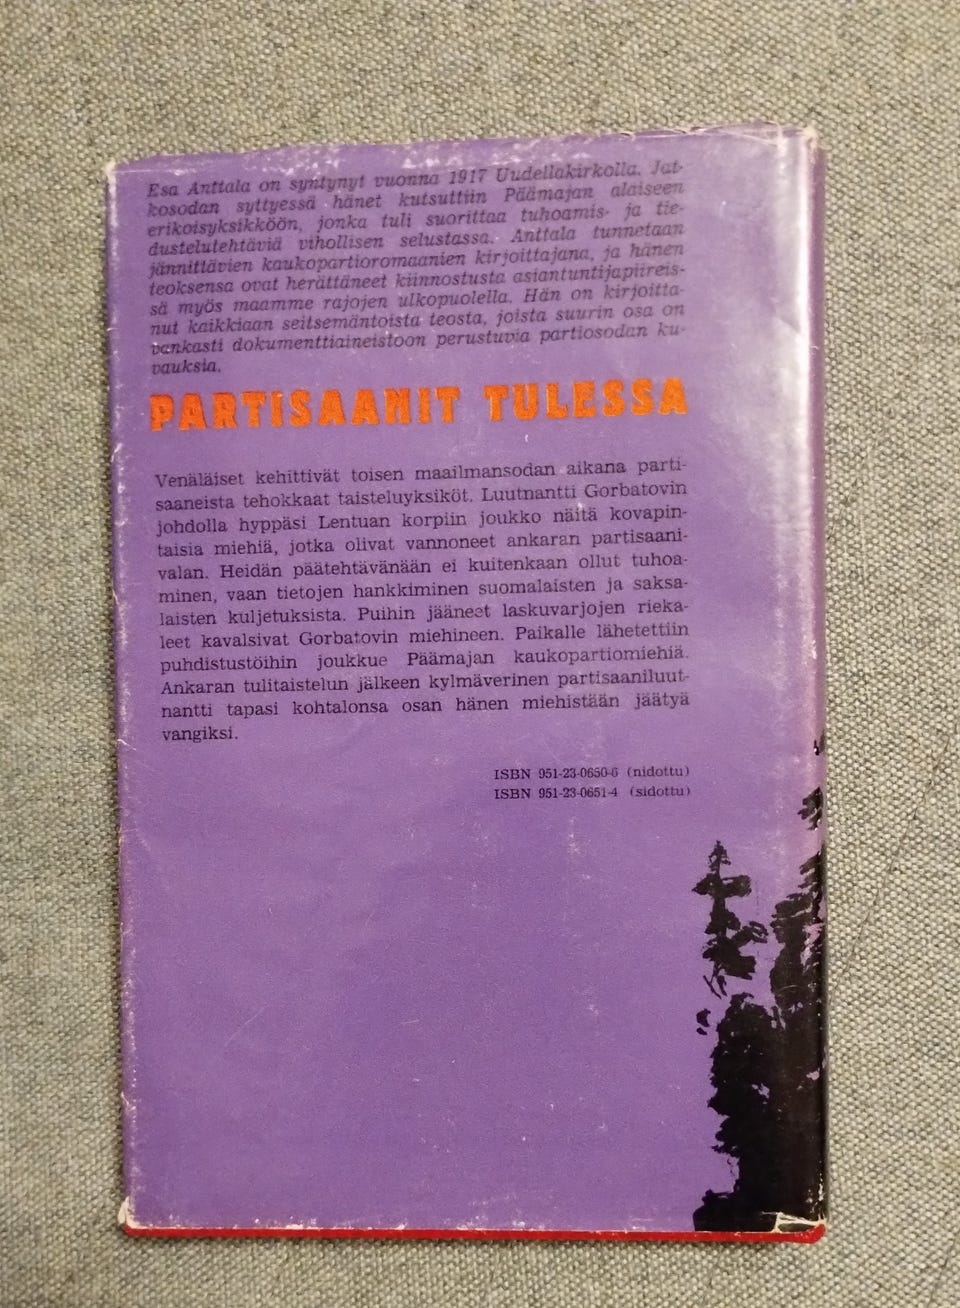 Esa Anttala on syntynyt vuonna 1917 Uudellakirkolla. Jat-
kosodan syttyessä hänet kutsuttiin Päämajan alaiseen
erikoisyksikköön, jonka tuli suorittaa tuhoamis- ja tie-
dustelutehtäviä vihollisen selustassa. Anttala tunnetaan
jännittävien kaukopartioromaanien kirjoittajana, ja hänen
teoksensa ovat herättäneet kiinnostusta asiantuntijapiireis-
sä myös maamme rajojen ulkopuolella. Hän on kirjoitta-
nut kaikkiaan seitsemäntoista teosta, joista suurin osa on
vankasti dokumenttiaineistoon perustuvia partiosodan ku-
vauksia.
PARTISAANIT TULESSA
Venäläiset kehittivät toisen maailmansodan aikana parti-
saaneista tehokkaat taisteluyksiköt. Luutnantti Gorbatovin
johdolla hyppäsi Lentuan korpiin joukko näitä kovapin-
taisia miehiä, jotka olivat vannoneet ankaran partisaani-
valan. Heidän päätehtävänään ei kuitenkaan ollut tuhoa-
minen, vaan tietojen hankkiminen suomalaisten ja saksa-
laisten kuljetuksista. Puihin jääneet laskuvarjojen rieka-
leet kavalsivat Gorbatovin miehineen. Paikalle lähetettiin
puhdistustöihin joukkue Päämajan kaukopartiomiehiä.
Ankaran tulitaistelun jälkeen kylmäverinen partisaaniluut-
nantti tapasi kohtalonsa osan hänen miehistään jäätyä
vangiksi.
ISBN 951-23-0650-6 (nidottu)
ISBN 951-23-0651-4 (sidottu)